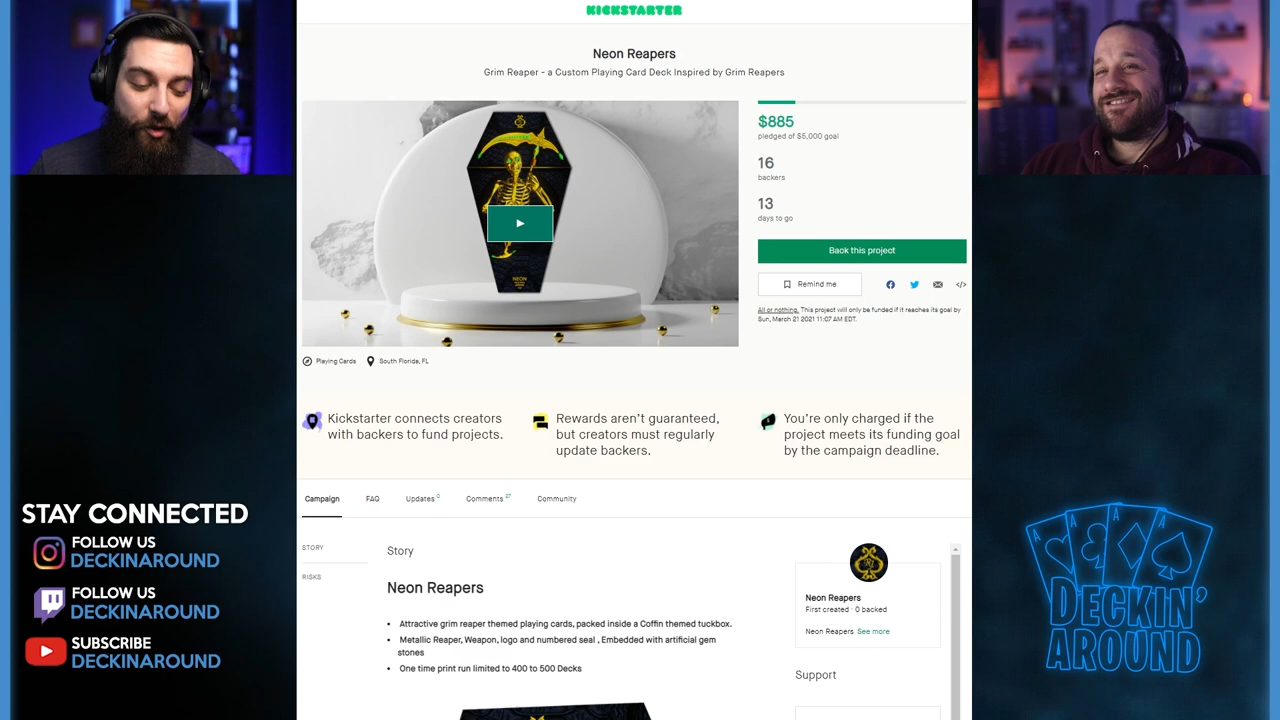 KICKSTARTER
Neon Reapers
Grim Reaper - a Custom Playing Card Deck Inspired by Grim Reapers
NEON
$885
pledged of $5,000 goal
16
backers
13
days to go
Back this project
Remind me
All or nothing. This project will only be funded if it reaches its goal by
Sun, March 21 2021 11:07 AM EDT.
Playing Cards
South Florida, FL
Kickstarter connects creators
with backers to fund projects.
Rewards aren't guaranteed,
but creators must regularly
update backers.
You're only charged if the
project meets its funding goal
by the campaign deadline.
Campaign
FAQ
Updates 0
Comments 27
Community
STORY
RISKS
Story
Neon Reapers
• Attractive grim reaper themed playing cards, packed inside a Coffin themed tuckbox.
• Metallic Reaper, Weapon, logo and numbered seal , Embedded with artificial gem
stones
• One time print run limited to 400 to 500 Decks
Neon Reapers
First created · 0 backed
Neon Reapers See more
Support
STAY CONNECTED
FOLLOW US
DECKINAROUND
FOLLOW US
DECKINAROUND
SUBSCRIBE
DECKINAROUND
A
A
A
A
DECKIN'
AROUND